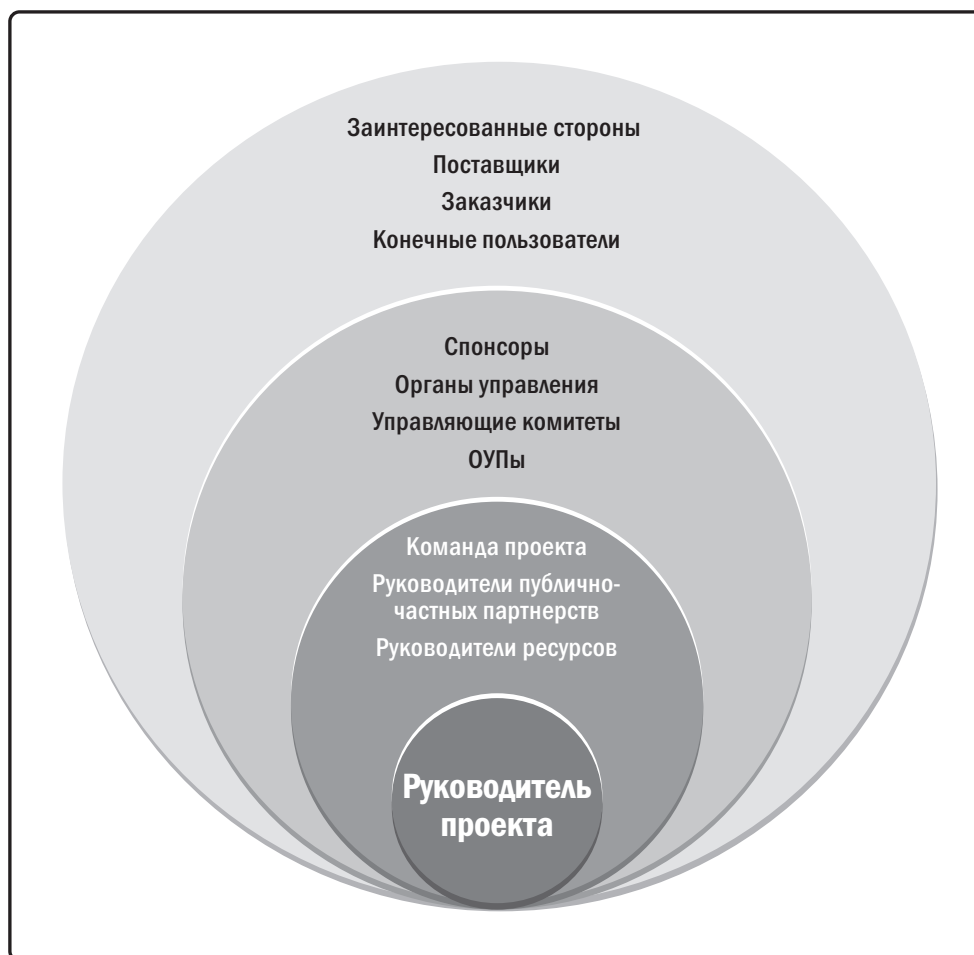 Заинтересованные стороны
Поставщики
Заказчики
Конечные пользователи
Спонсоры
Органы управления
Управляющие комитеты
ОУПы
Команда проекта
Руководители публично-
частных партнерств
Руководители ресурсов
Руководитель
проекта